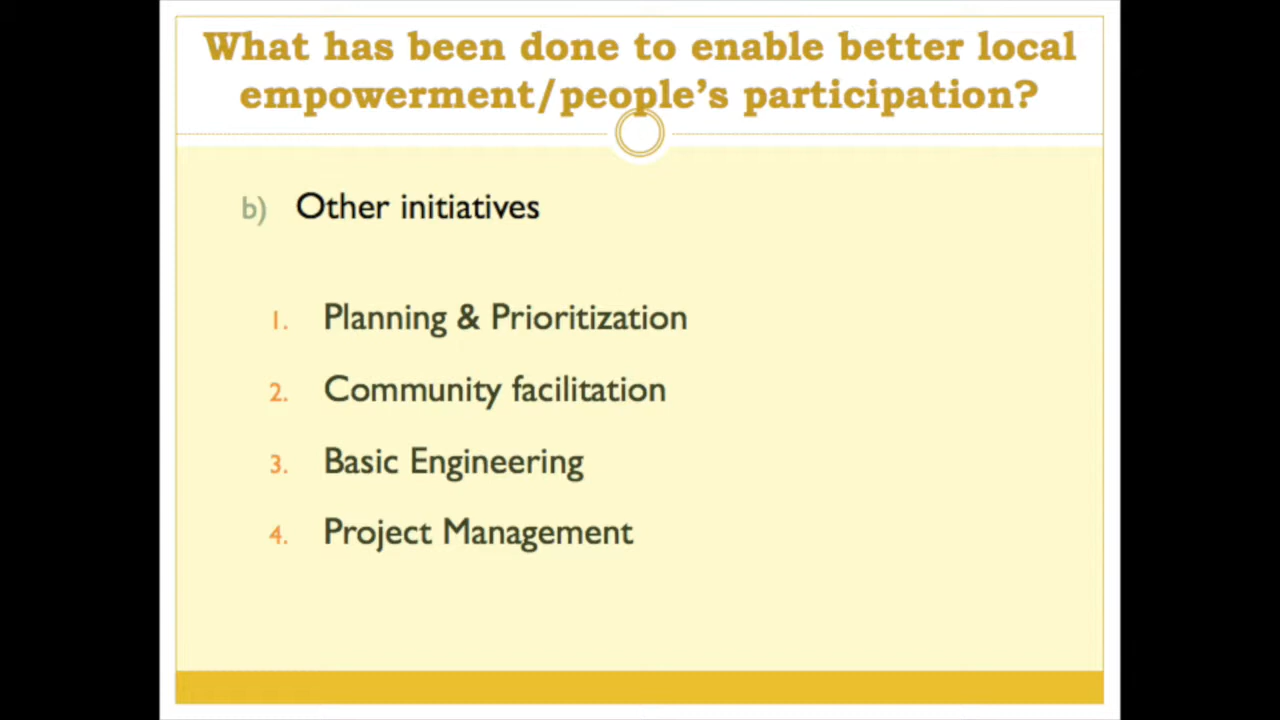 What has been done to enable better local
empowerment/people's participation?
b) Other initiatives
1. Planning & Prioritization
2. Community facilitation
3. Basic Engineering
4. Project Management